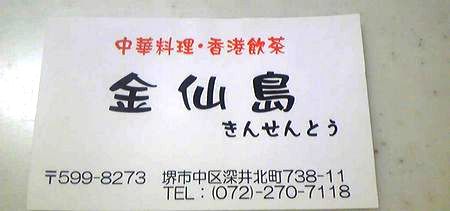 中華料理・香港飲茶
金仙島
きんせんとう
〒599-8273 堺市中区深井北町738-11
TEL:(072)-270-7118